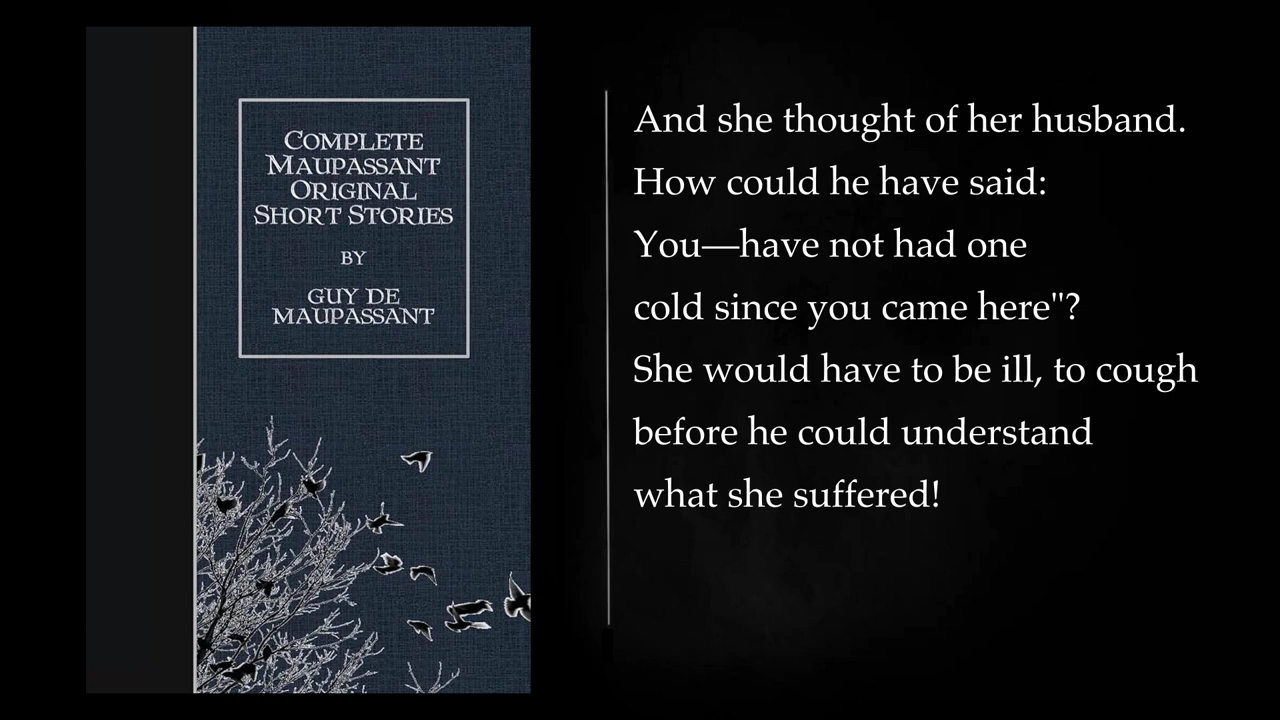 COMPLETE
MAUPASSANT
ORIGINAL
SHORT STORIES
BY
GUY DE
MAUPASSANT
And she thought of her husband.
How could he have said:
You—have not had one
cold since you came here"?
She would have to be ill, to cough
before he could understand
what she suffered!